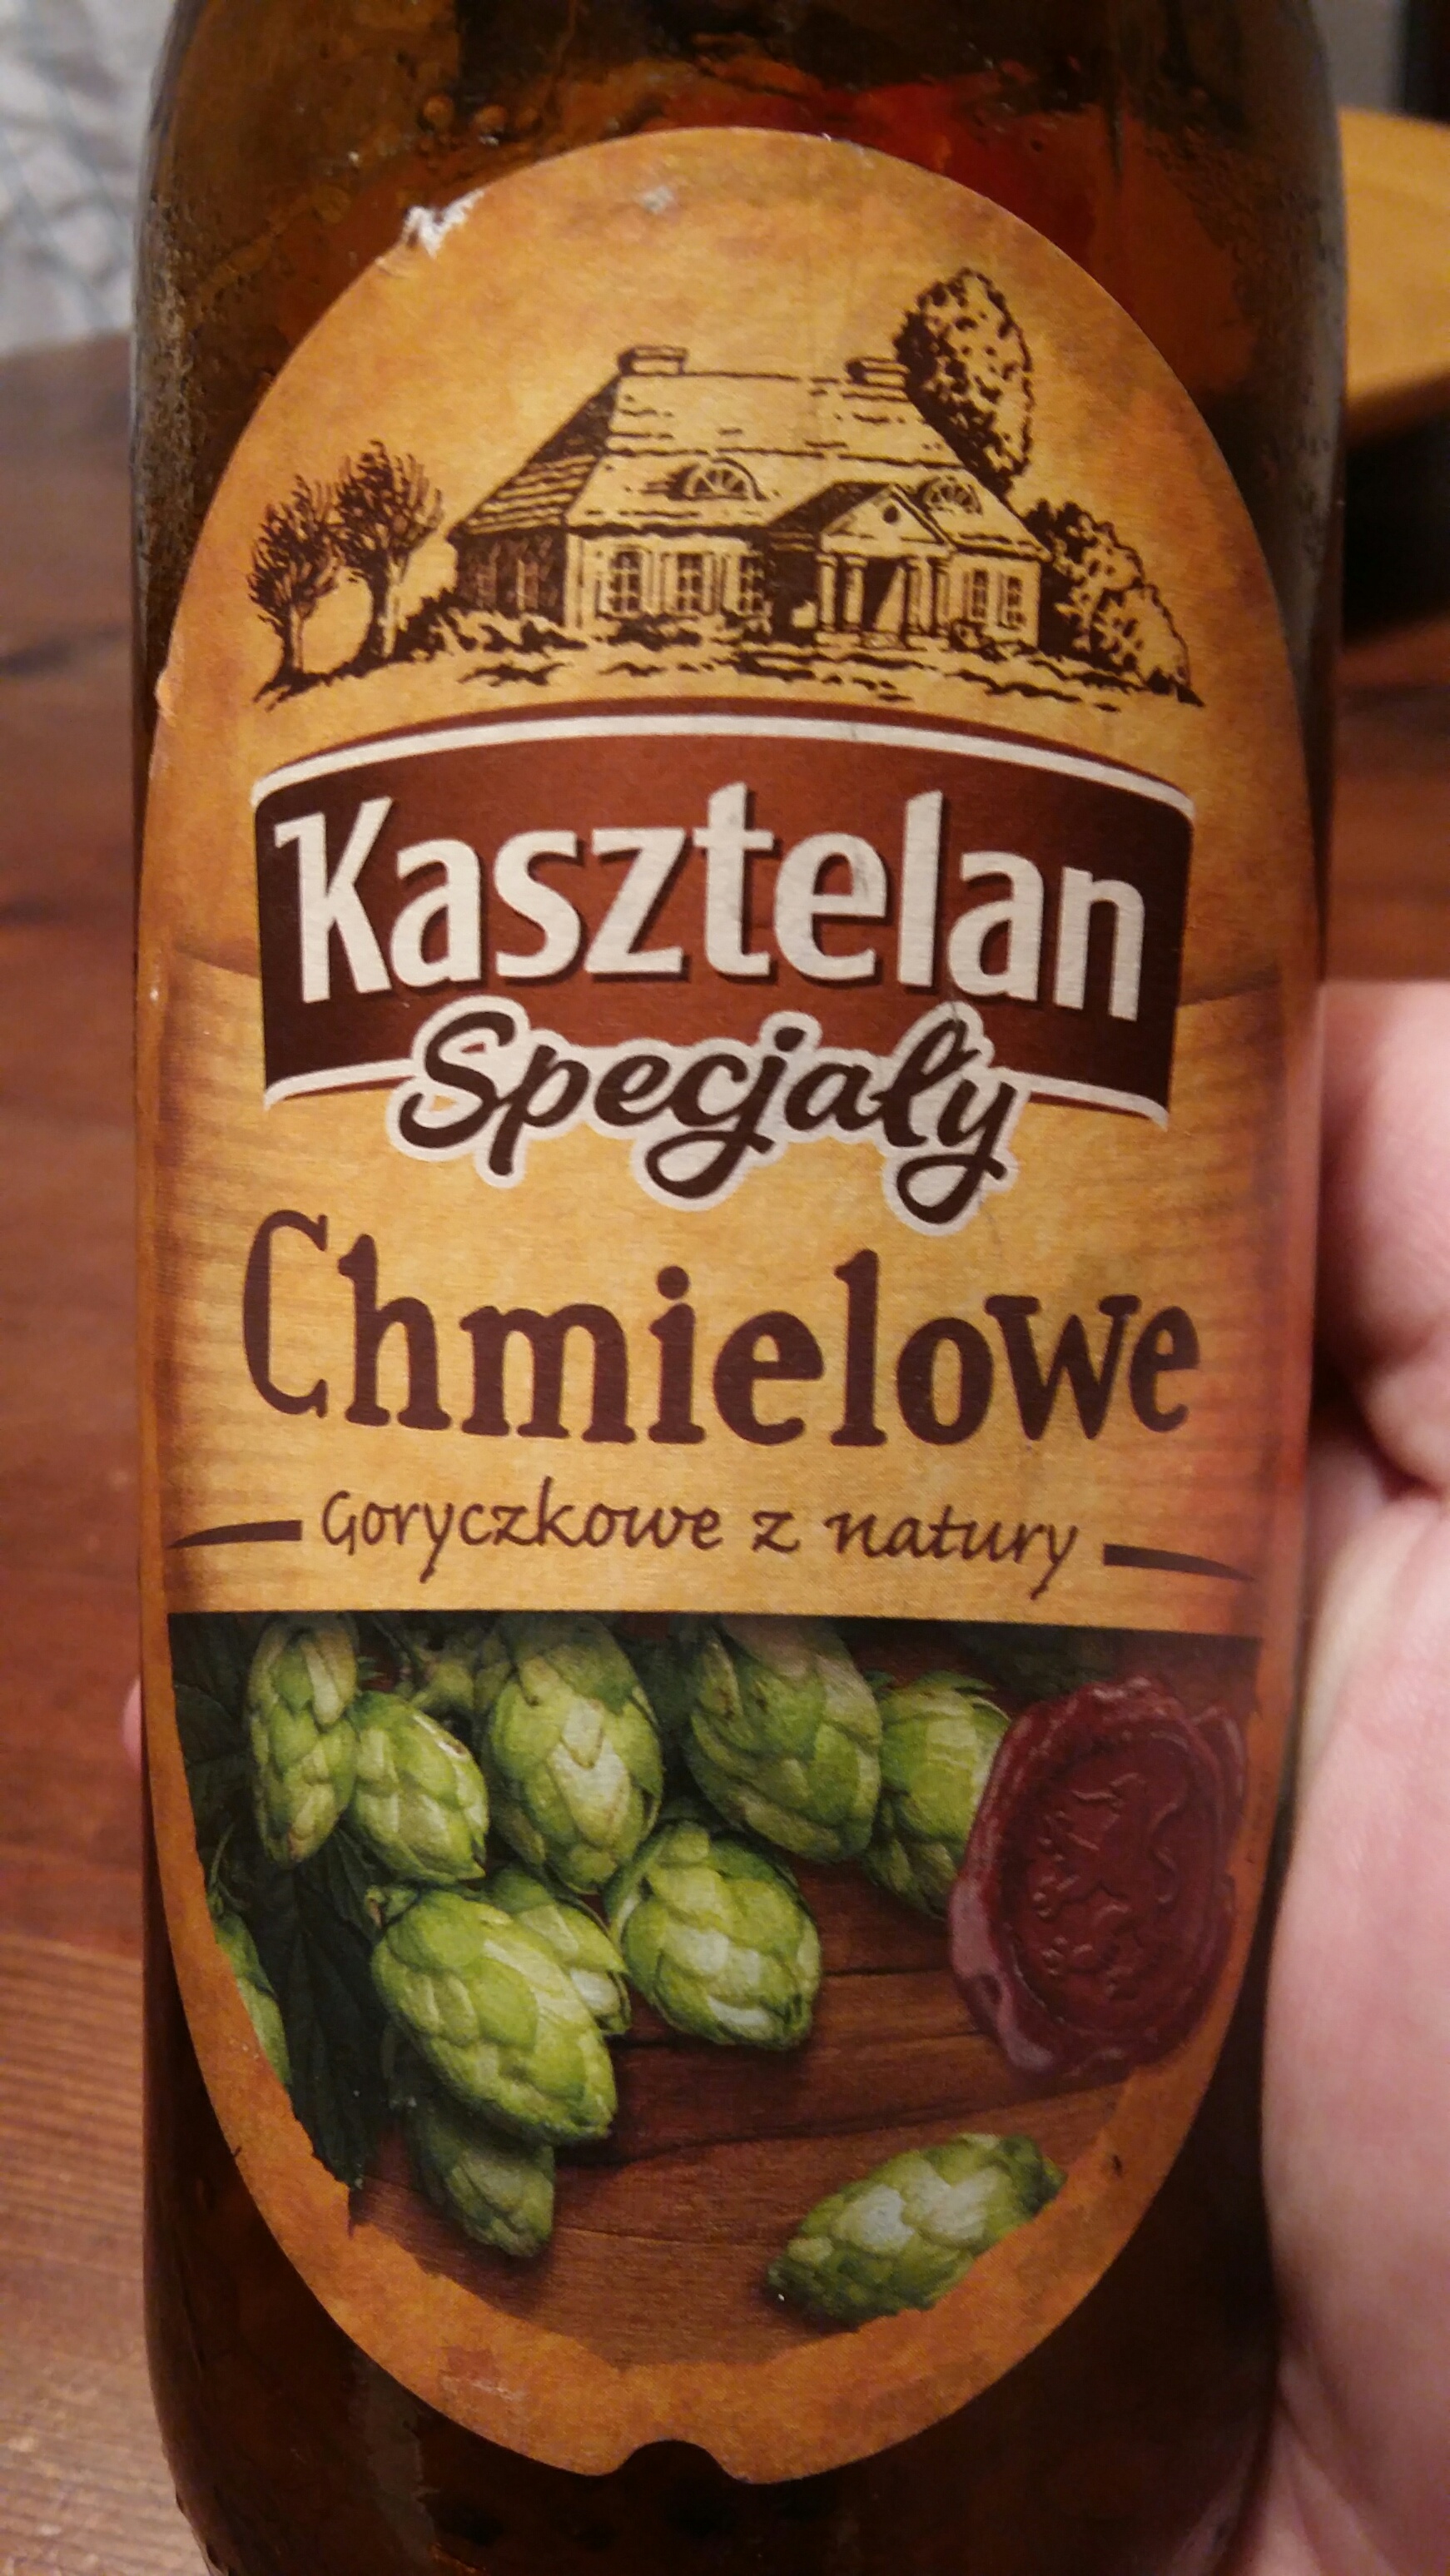 Kasztelan
Specjały
Chmielowe
Goryczkowe z natury